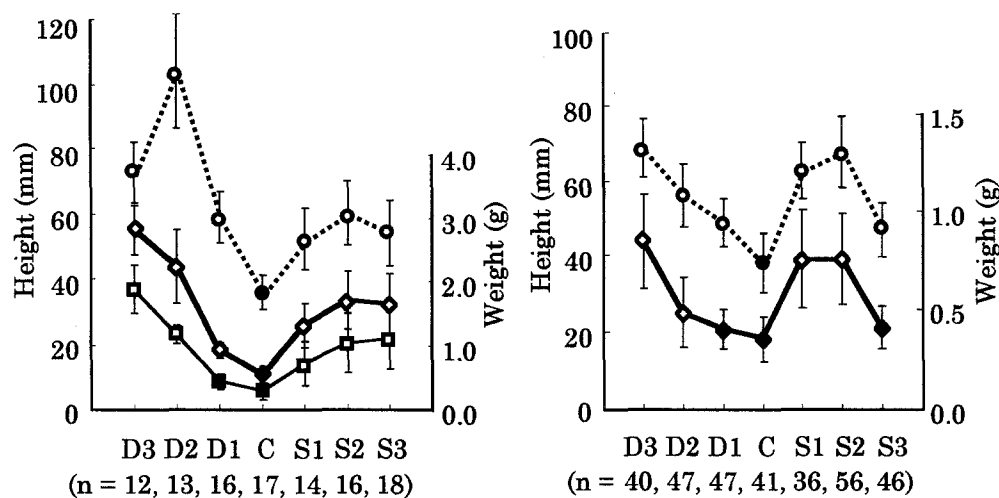 120
100
80
60
40
20
0
Height (mm)
4.0
3.0
2.0
1.0
0.0
Weight (g)
D3 D2 D1 C S1 S2 S3
(n = 12, 13, 16, 17, 14, 16, 18)
100
80
60
40
20
0
Height (mm)
1.5
1.0
0.5
0.0
Weight (g)
D3 D2 D1 C S1 S2 S3
(n = 40, 47, 47, 41, 36, 56, 46)